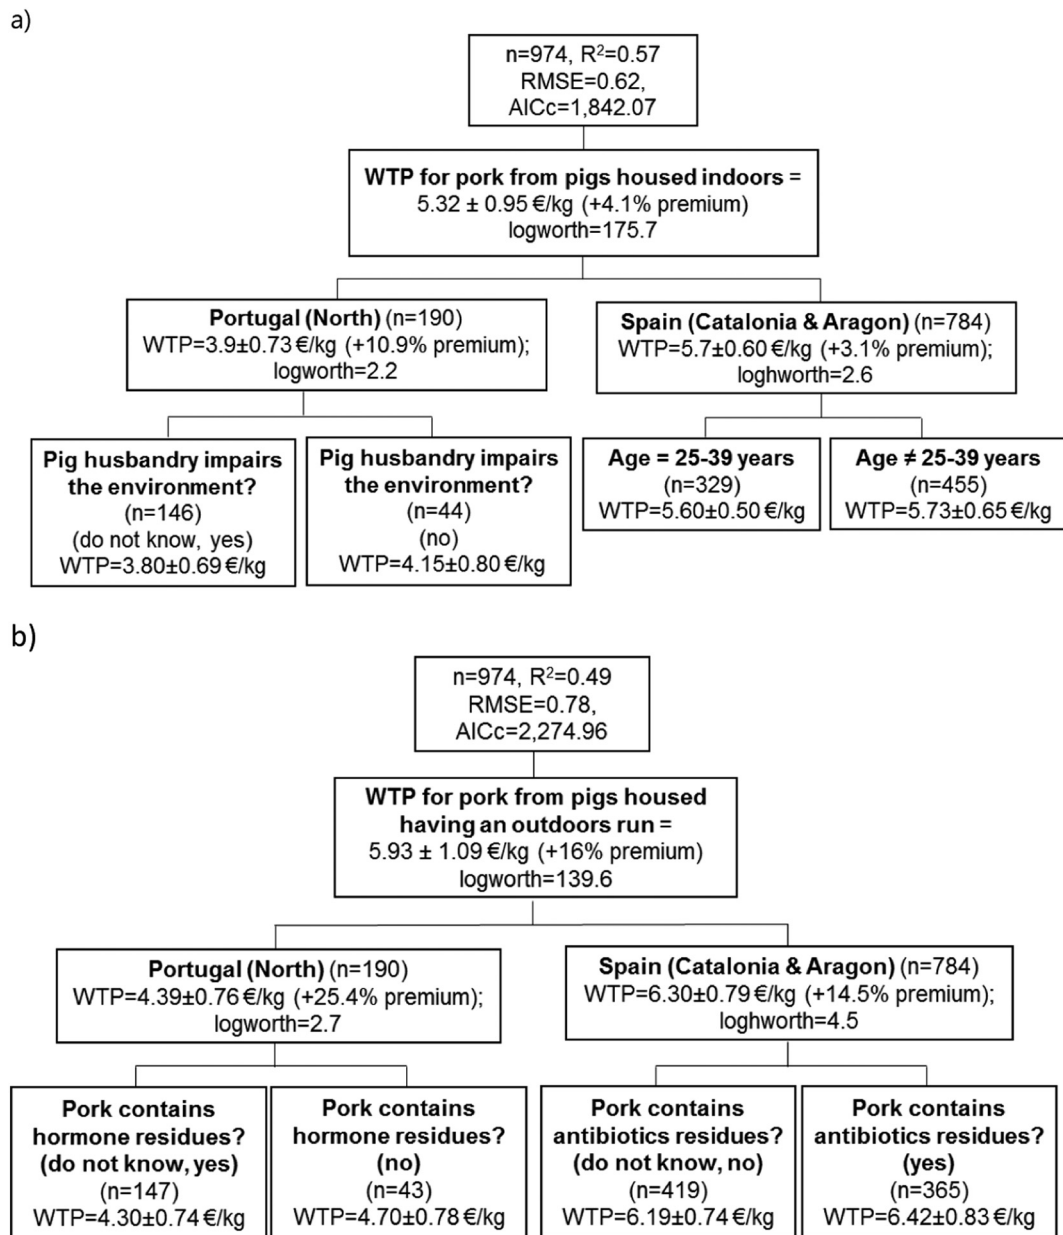 a)
n=974, R²=0.57
RMSE=0.62,
AICc=1,842.07
WTP for pork from pigs housed indoors =
5.32 ± 0.95 €/kg (+4.1% premium)
logworth=175.7
Portugal (North) (n=190)
WTP=3.9±0.73 €/kg (+10.9% premium);
logworth=2.2
Spain (Catalonia & Aragon) (n=784)
WTP=5.7±0.60 €/kg (+3.1% premium);
loghworth=2.6
Pig husbandry impairs
the environment?
(n=146)
(do not know, yes)
WTP=3.80±0.69 €/kg
Pig husbandry impairs
the environment?
(n=44)
(no)
WTP=4.15±0.80 €/kg
Age = 25-39 years
(n=329)
WTP=5.60±0.50 €/kg
Age ≠ 25-39 years
(n=455)
WTP=5.73±0.65 €/kg
b)
n=974, R²=0.49
RMSE=0.78,
AICc=2,274.96
WTP for pork from pigs housed
having an outdoors run =
5.93 ± 1.09 €/kg (+16% premium)
logworth=139.6
Portugal (North) (n=190)
WTP=4.39±0.76 €/kg (+25.4% premium);
logworth=2.7
Spain (Catalonia & Aragon) (n=784)
WTP=6.30±0.79 €/kg (+14.5% premium);
loghworth=4.5
Pork contains
hormone residues?
(do not know, yes)
(n=147)
WTP=4.30±0.74 €/kg
Pork contains
hormone residues?
(no)
(n=43)
WTP=4.70±0.78 €/kg
Pork contains
antibiotics residues?
(do not know, no)
(n=419)
WTP=6.19±0.74 €/kg
Pork contains
antibiotics residues?
(yes)
(n=365)
WTP=6.42±0.83 €/kg